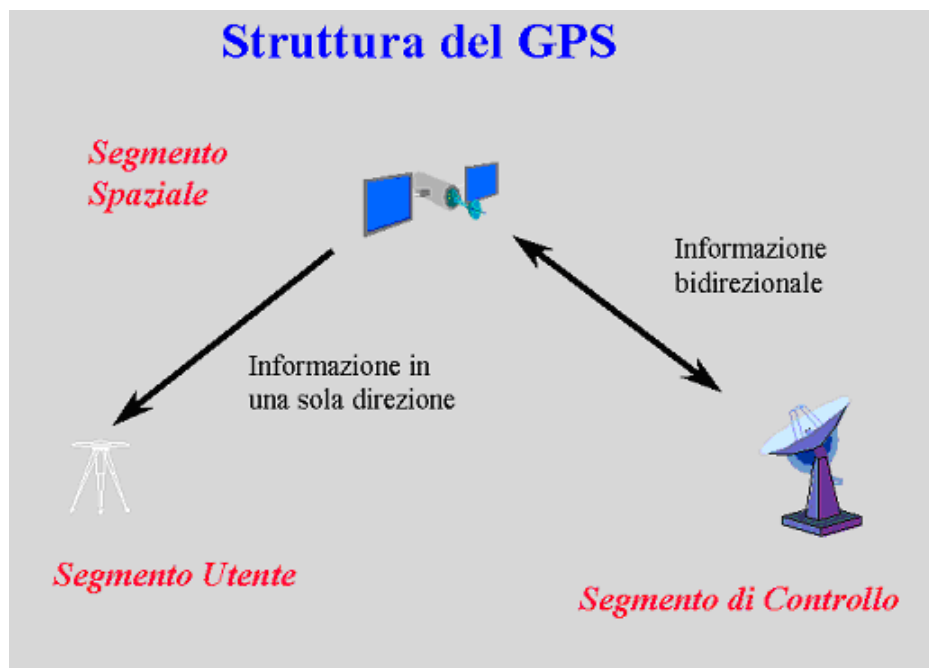 Struttura del GPS
Segmento
Spaziale
Informazione
bidirezionale
Informazione in
una sola direzione
Segmento Utente
Segmento di Controllo